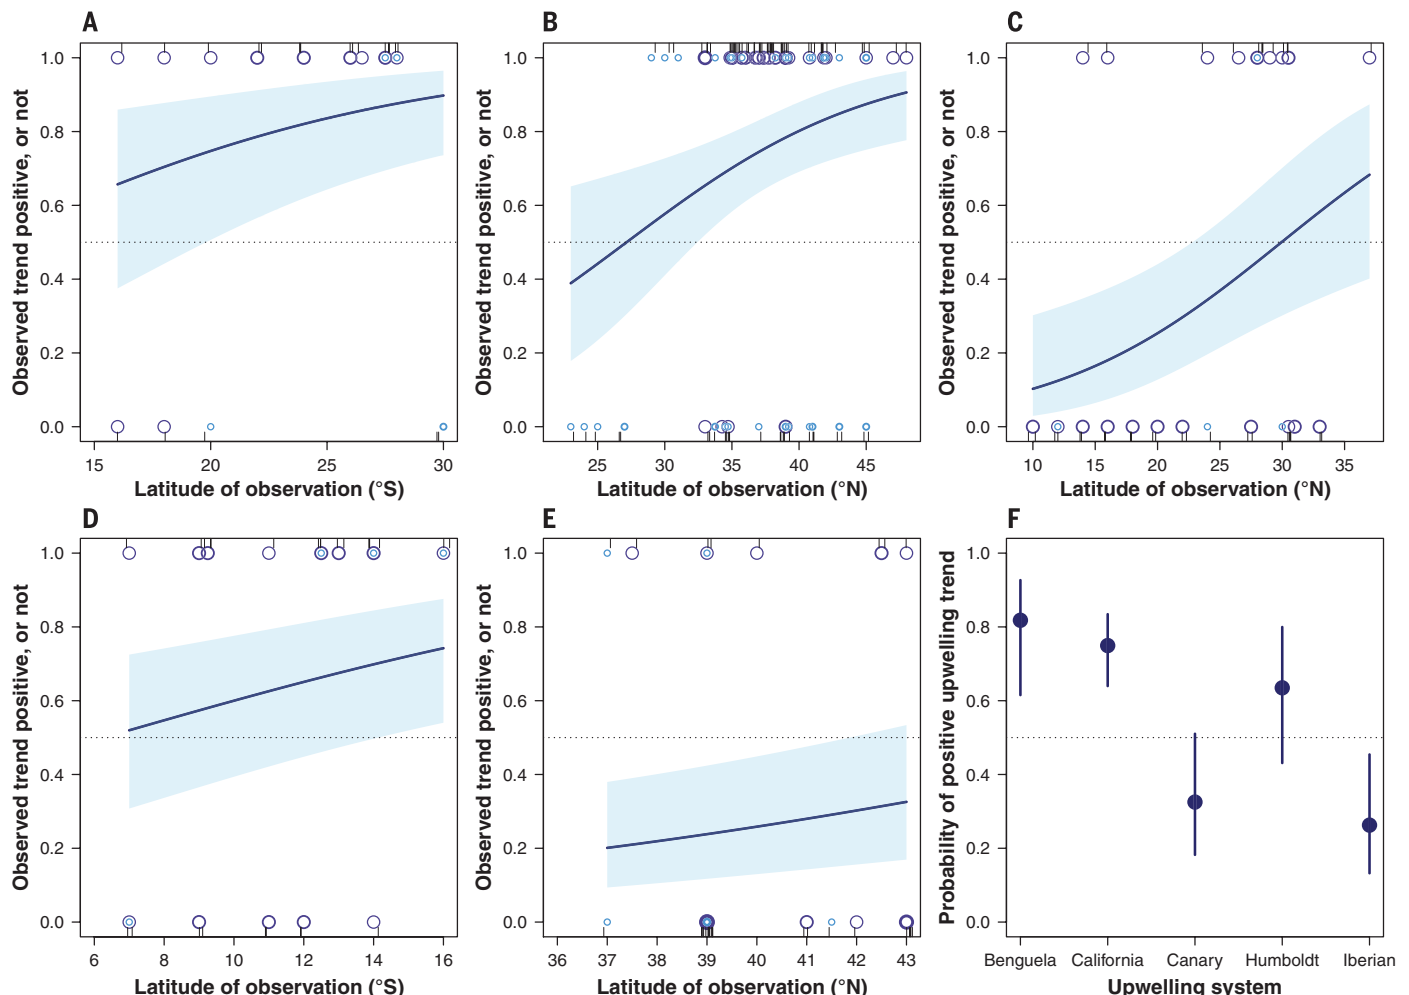 A
Observed trend positive, or not
1.0
0.8
0.6
0.4
0.2
0.0
15 20 25 30
Latitude of observation (°S)
B
Observed trend positive, or not
1.0
0.8
0.6
0.4
0.2
0.0
25 30 35 40 45
Latitude of observation (°N)
C
Observed trend positive, or not
1.0
0.8
0.6
0.4
0.2
0.0
10 15 20 25 30 35
Latitude of observation (°N)
D
Observed trend positive, or not
1.0
0.8
0.6
0.4
0.2
0.0
6 8 10 12 14 16
Latitude of observation (°S)
E
Observed trend positive, or not
1.0
0.8
0.6
0.4
0.2
0.0
36 37 38 39 40 41 42 43
Latitude of observation (°N)
F
Probability of positive upwelling trend
1.0
0.8
0.6
0.4
0.2
0.0
Benguela California Canary Humboldt Iberian
Upwelling system